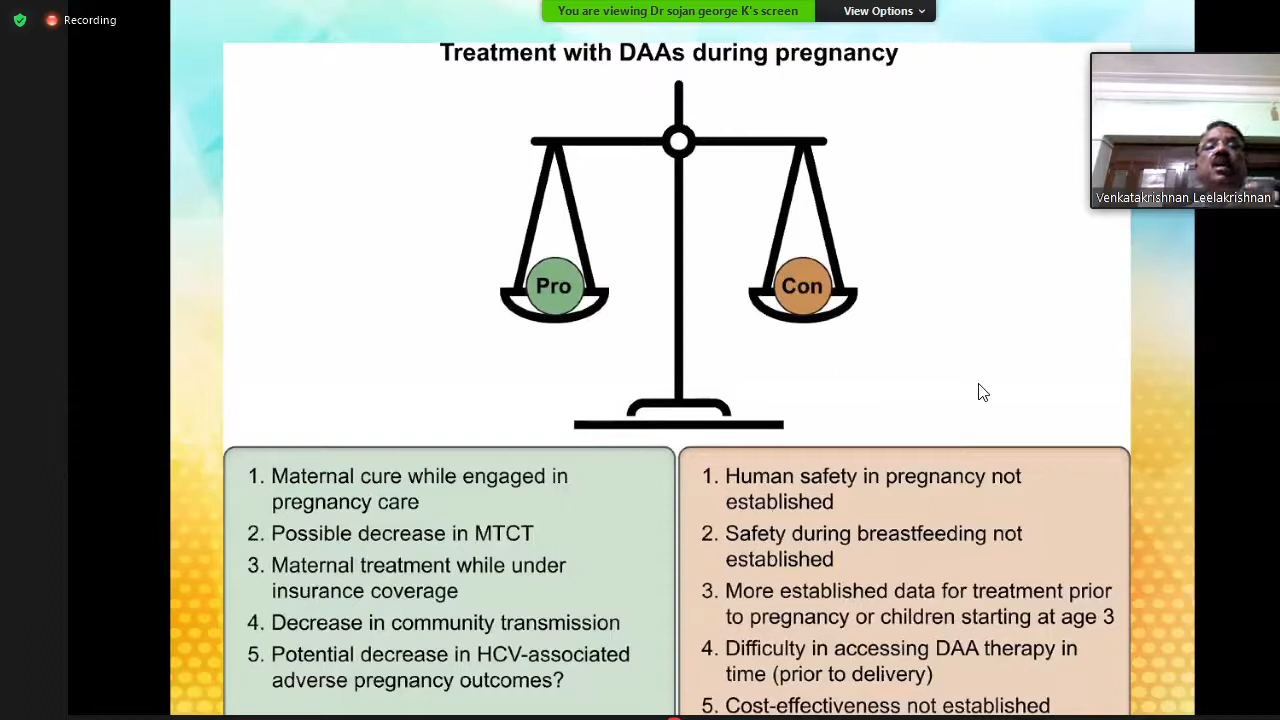 Recording
You are viewing Dr sojan george K's screen
View Options
Treatment with DAAs during pregnancy
Venkatakrishnan Leelakrishnan
Pro
Con
1. Maternal cure while engaged in
pregnancy care
2. Possible decrease in MTCT
3. Maternal treatment while under
insurance coverage
4. Decrease in community transmission
5. Potential decrease in HCV-associated
adverse pregnancy outcomes?
1. Human safety in pregnancy not
established
2. Safety during breastfeeding not
established
3. More established data for treatment prior
to pregnancy or children starting at age 3
4. Difficulty in accessing DAA therapy in
time (prior to delivery)
5. Cost-effectiveness not established